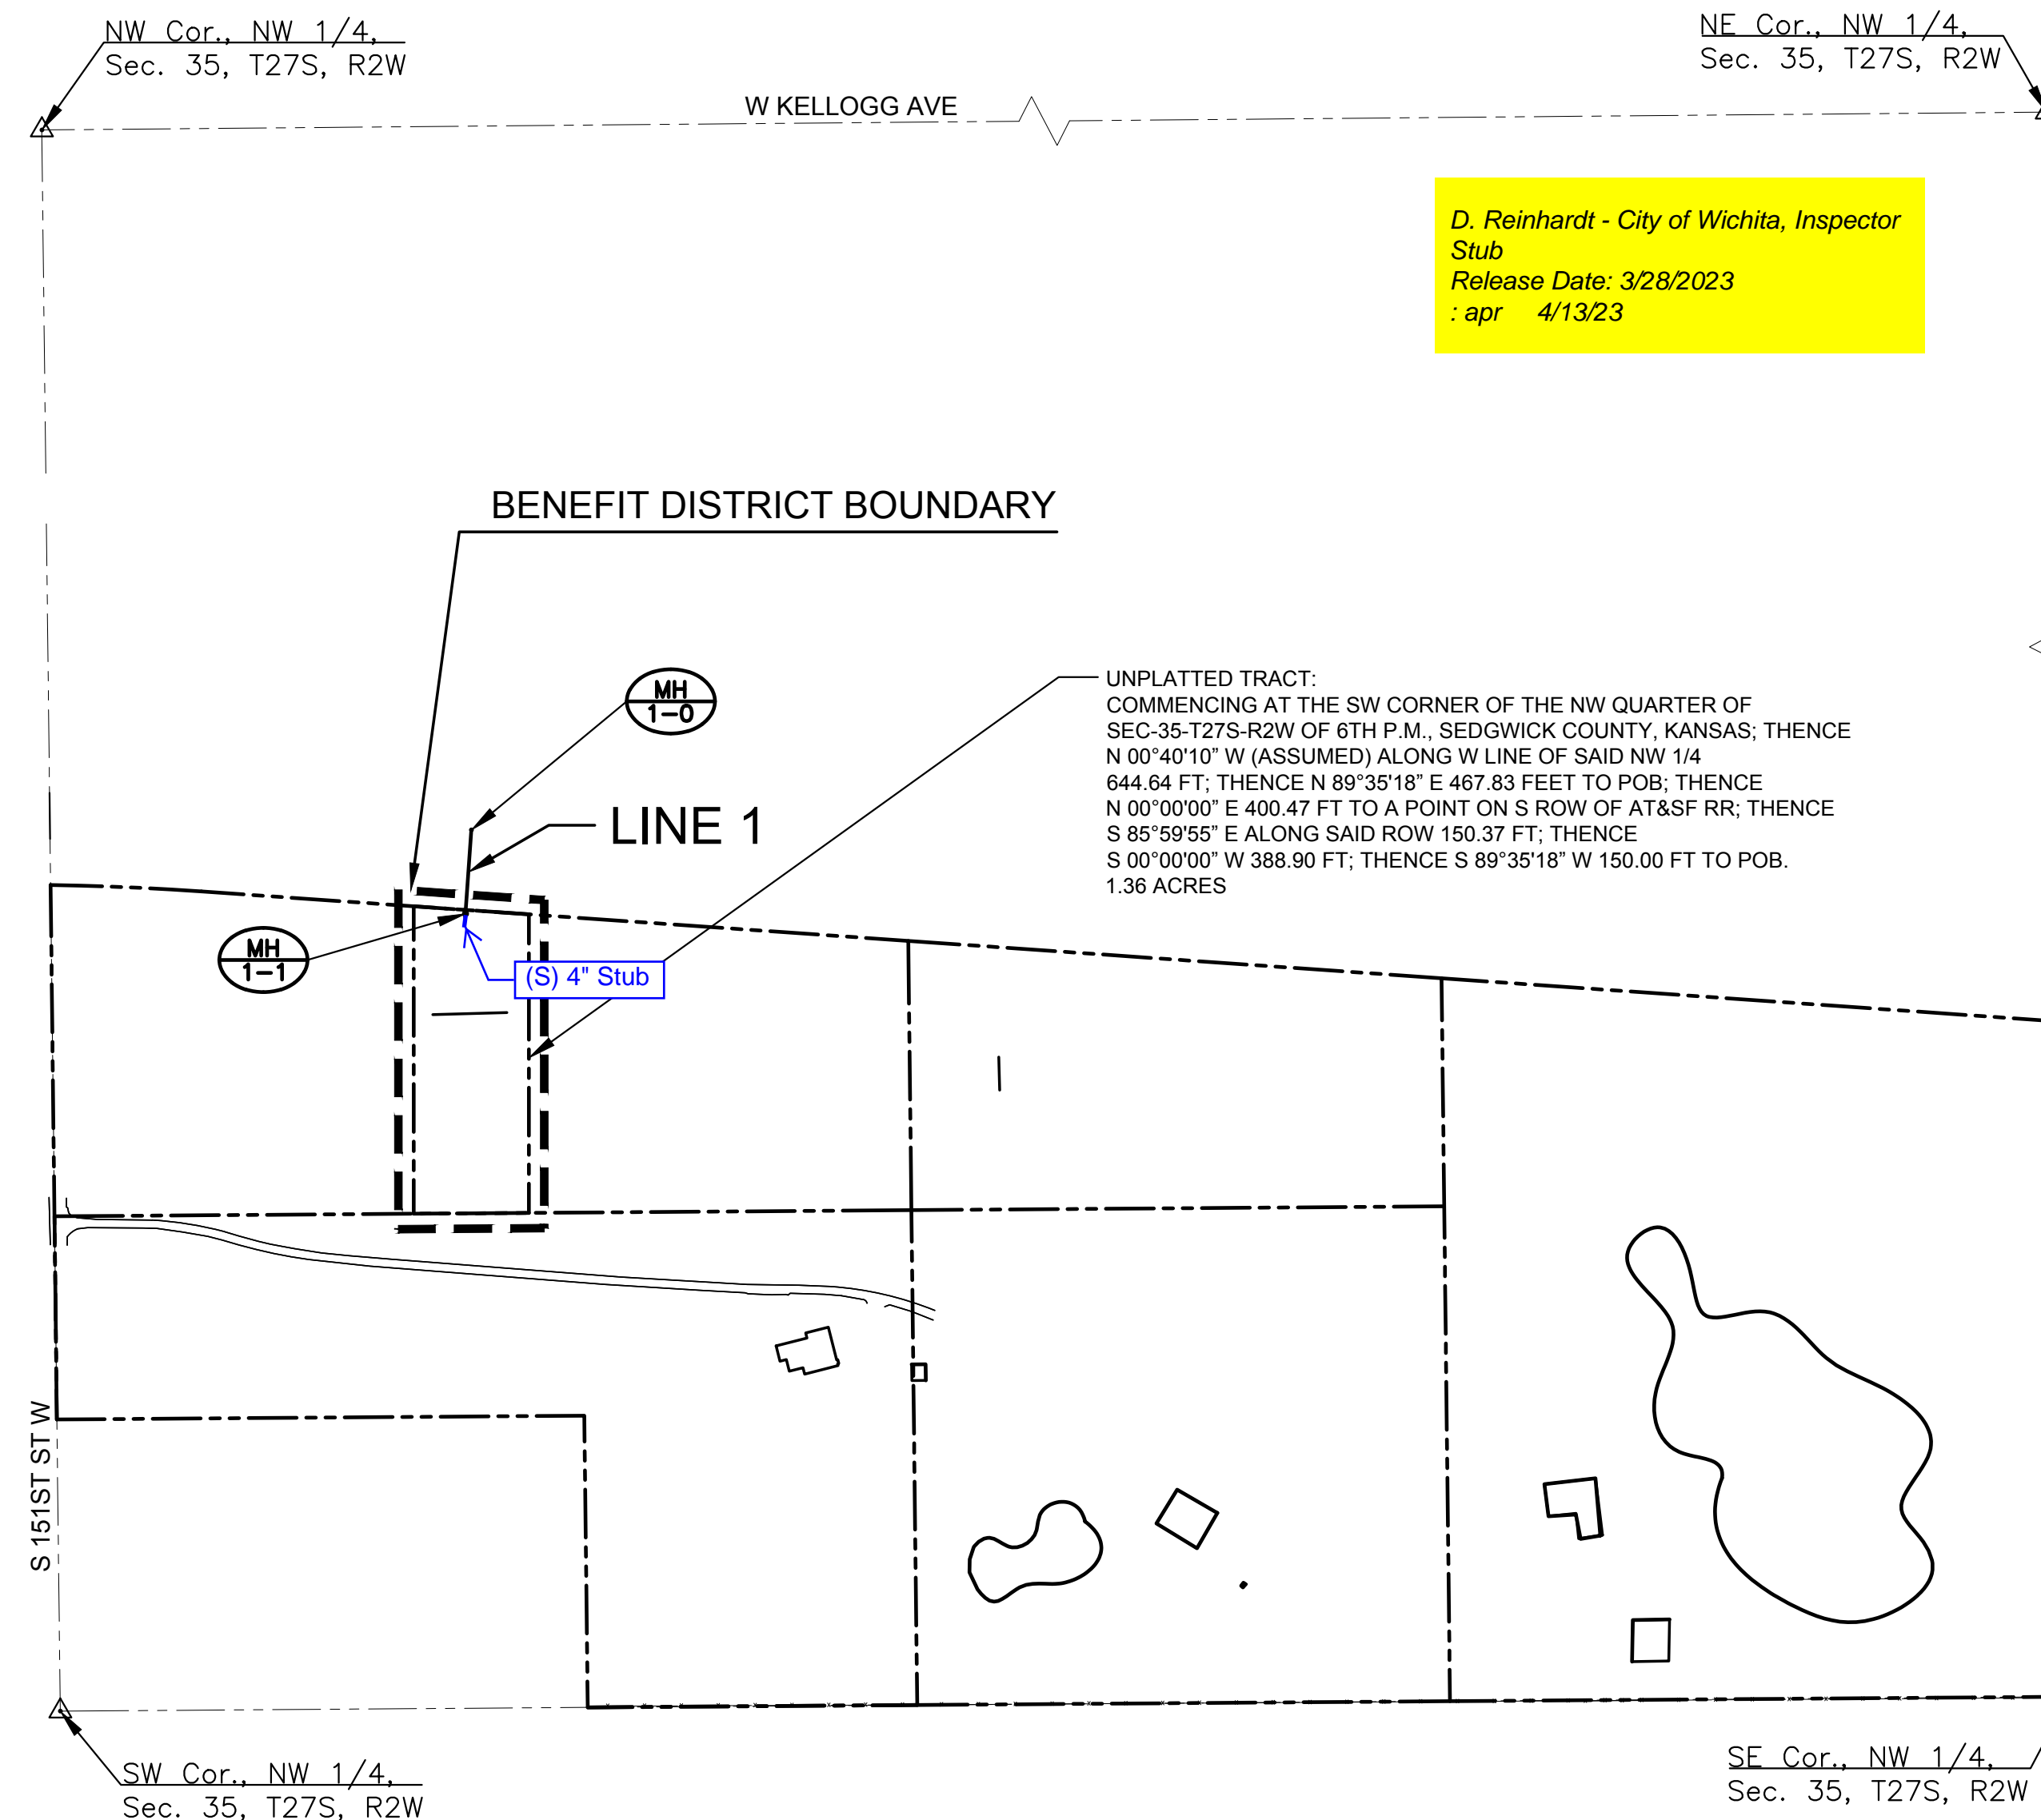 NW Cor., NW 1/4,
Sec. 35, T27S, R2W
NE Cor., NW 1/4,
Sec. 35, T27S, R2W
W KELLOGG AVE
D. Reinhardt - City of Wichita, Inspector
Stub
Release Date: 3/28/2023
: apr 4/13/23
BENEFIT DISTRICT BOUNDARY
MH
1-0
UNPLATTED TRACT:
COMMENCING AT THE SW CORNER OF THE NW QUARTER OF
SEC-35-T27S-R2W OF 6TH P.M., SEDGWICK COUNTY, KANSAS; THENCE
N 00°40'10" W (ASSUMED) ALONG W LINE OF SAID NW 1/4
644.64 FT; THENCE N 89°35'18" E 467.83 FEET TO POB; THENCE
N 00°00'00" E 400.47 FT TO A POINT ON S ROW OF AT&SF RR; THENCE
S 85°59'55" E ALONG SAID ROW 150.37 FT; THENCE
S 00°00'00" W 388.90 FT; THENCE S 89°35'18" W 150.00 FT TO POB.
1.36 ACRES
LINE 1
MH
1-1
(S) 4" Stub
S 151ST ST W
SW Cor., NW 1/4,
Sec. 35, T27S, R2W
SE Cor., NW 1/4,
Sec. 35, T27S, R2W